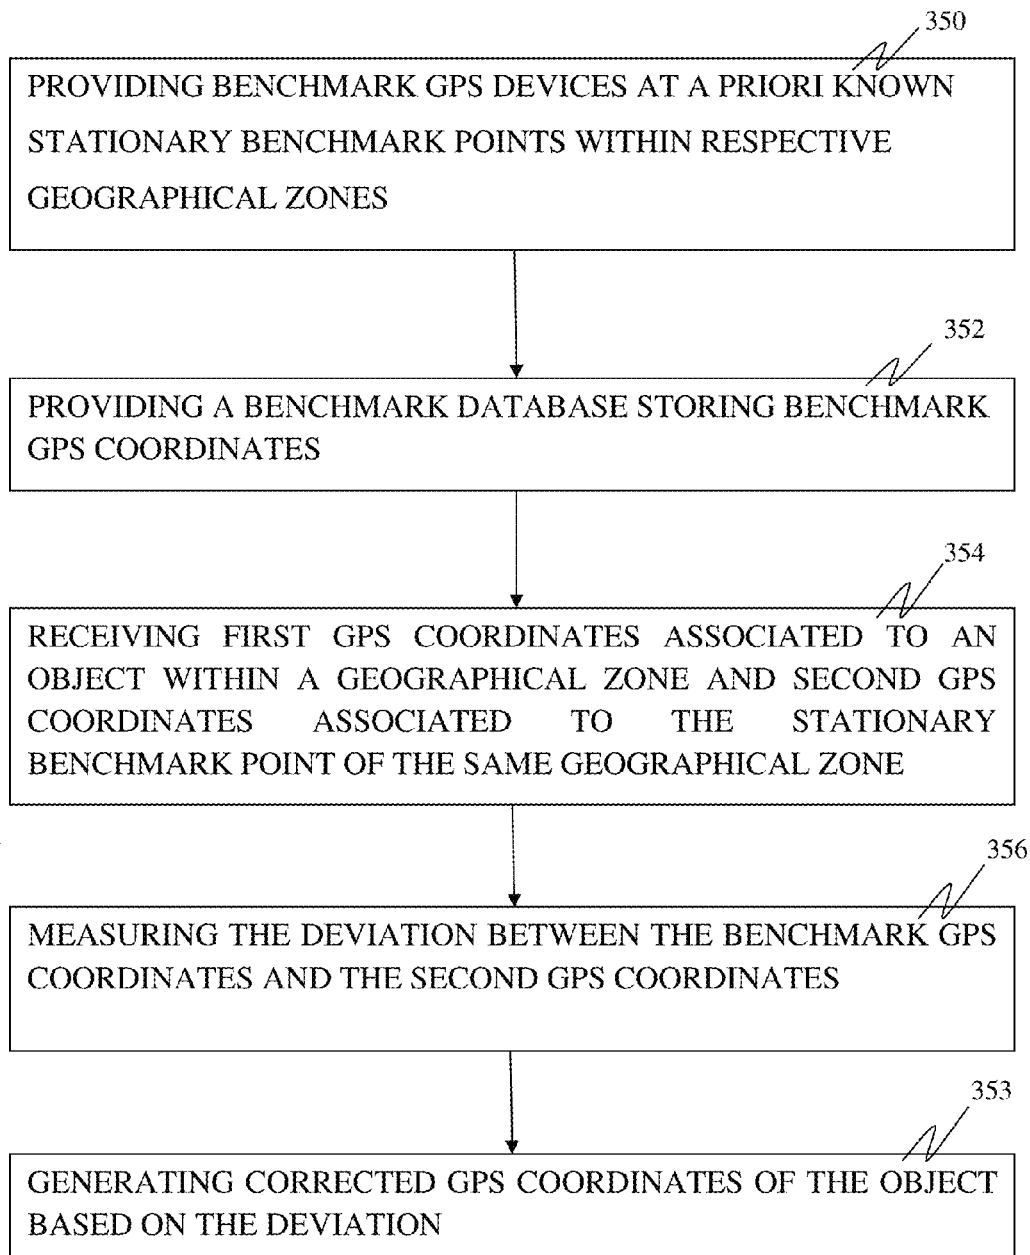 350
PROVIDING BENCHMARK GPS DEVICES AT A PRIORI KNOWN
STATIONARY BENCHMARK POINTS WITHIN RESPECTIVE
GEOGRAPHICAL ZONES
352
PROVIDING A BENCHMARK DATABASE STORING BENCHMARK
GPS COORDINATES
354
RECEIVING FIRST GPS COORDINATES ASSOCIATED TO AN
OBJECT WITHIN A GEOGRAPHICAL ZONE AND SECOND GPS
COORDINATES ASSOCIATED TO THE STATIONARY
BENCHMARK POINT OF THE SAME GEOGRAPHICAL ZONE
356
MEASURING THE DEVIATION BETWEEN THE BENCHMARK GPS
COORDINATES AND THE SECOND GPS COORDINATES
353
GENERATING CORRECTED GPS COORDINATES OF THE OBJECT
BASED ON THE DEVIATION